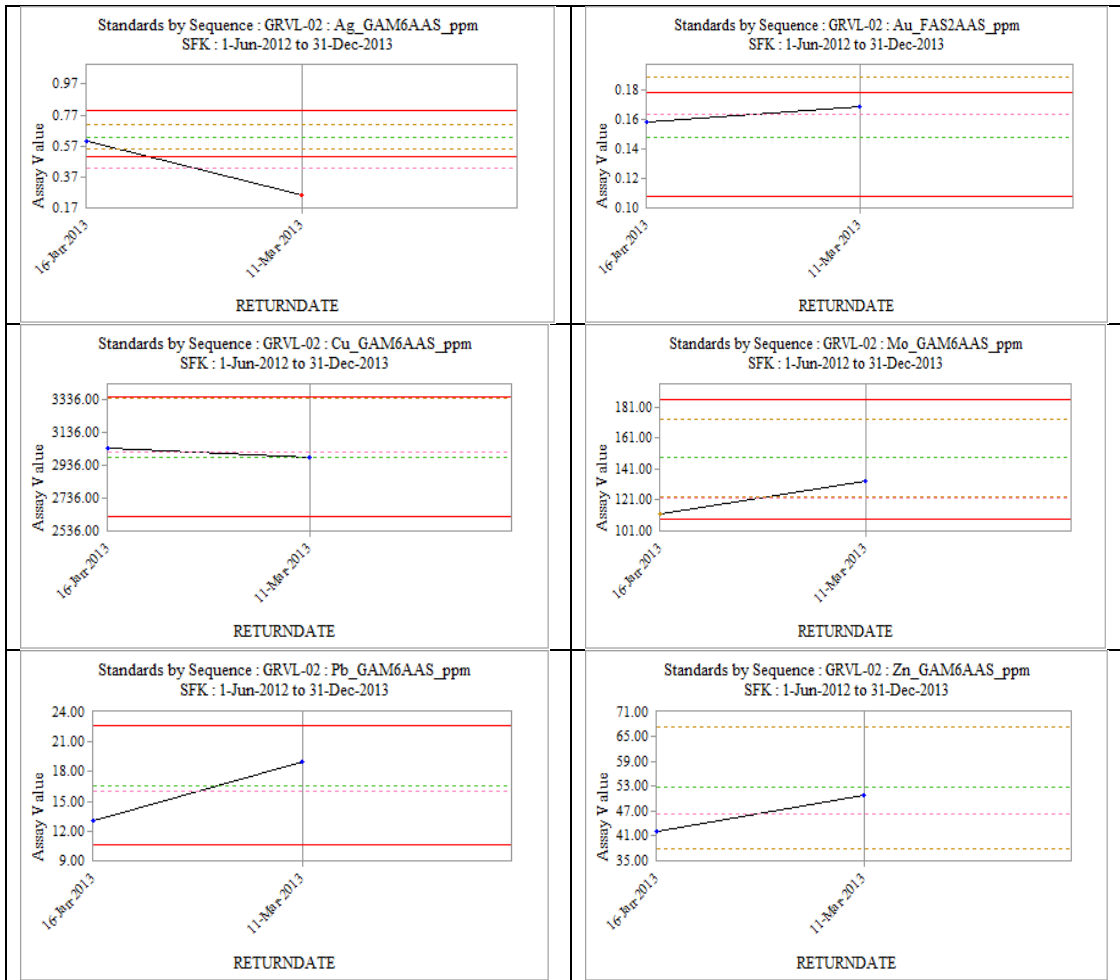 Standards by Sequence : GRVL-02 : Ag_GAM6AAS_ppm
SFK : 1-Jun-2012 to 31-Dec-2013
0.97
0.77
0.57
0.37
0.17
Assay Value
16-Jan-2013
11-Mar-2013
RETURNDATE
Standards by Sequence : GRVL-02 : Au_FAS2AAS_ppm
SFK : 1-Jun-2012 to 31-Dec-2013
0.18
0.16
0.14
0.12
0.10
Assay Value
16-Jan-2013
11-Mar-2013
RETURNDATE
Standards by Sequence : GRVL-02 : Cu_GAM6AAS_ppm
SFK : 1-Jun-2012 to 31-Dec-2013
3336.00
3136.00
2936.00
2736.00
2536.00
Assay Value
16-Jan-2013
11-Mar-2013
RETURNDATE
Standards by Sequence : GRVL-02 : Mo_GAM6AAS_ppm
SFK : 1-Jun-2012 to 31-Dec-2013
181.00
161.00
141.00
121.00
101.00
Assay Value
16-Jan-2013
11-Mar-2013
RETURNDATE
Standards by Sequence : GRVL-02 : Pb_GAM6AAS_ppm
SFK : 1-Jun-2012 to 31-Dec-2013
24.00
21.00
18.00
15.00
12.00
9.00
Assay Value
16-Jan-2013
11-Mar-2013
RETURNDATE
Standards by Sequence : GRVL-02 : Zn_GAM6AAS_ppm
SFK : 1-Jun-2012 to 31-Dec-2013
71.00
65.00
59.00
53.00
47.00
41.00
35.00
Assay Value
16-Jan-2013
11-Mar-2013
RETURNDATE